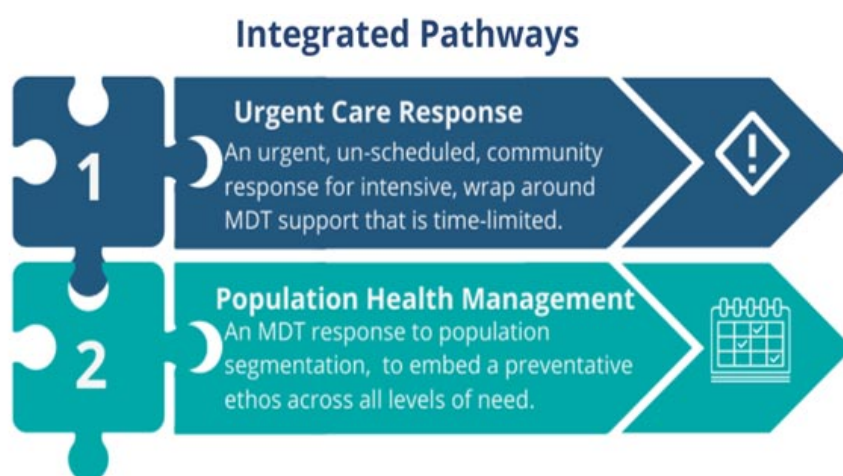 Integrated Pathways
1
Urgent Care Response
An urgent, un-scheduled, community
response for intensive, wrap around
MDT support that is time-limited.
!
2
Population Health Management
An MDT response to population
segmentation, to embed a preventative
ethos across all levels of need.